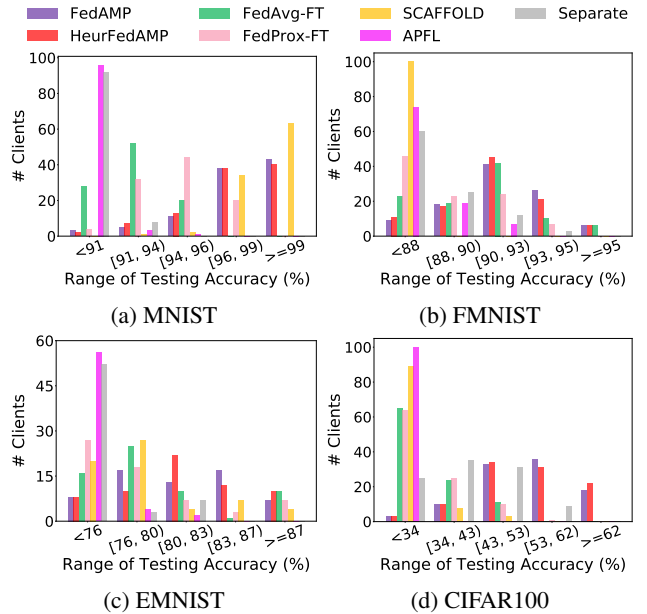 FedAMP FedAvg-FT SCAFFOLD Separate
HeurFedAMP FedProx-FT APFL
100
80
60
40
20
0
# Clients
<91 [91, 94) [94, 96) [96, 99) >=99
Range of Testing Accuracy (%)
(a) MNIST
100
80
60
40
20
0
# Clients
<88 [88, 90) [90, 93) [93, 95) >=95
Range of Testing Accuracy (%)
(b) FMNIST
60
45
30
15
0
# Clients
<76 [76, 80) [80, 83) [83, 87) >=87
Range of Testing Accuracy (%)
(c) EMNIST
100
80
60
40
20
0
# Clients
<34 [34, 43) [43, 53) [53, 62) >=62
Range of Testing Accuracy (%)
(d) CIFAR100